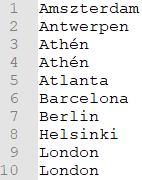 1 Amszterdam
2 Antwerpen
3 Athén
4 Athén
5 Atlanta
6 Barcelona
7 Berlin
8 Helsinki
9 London
10 London